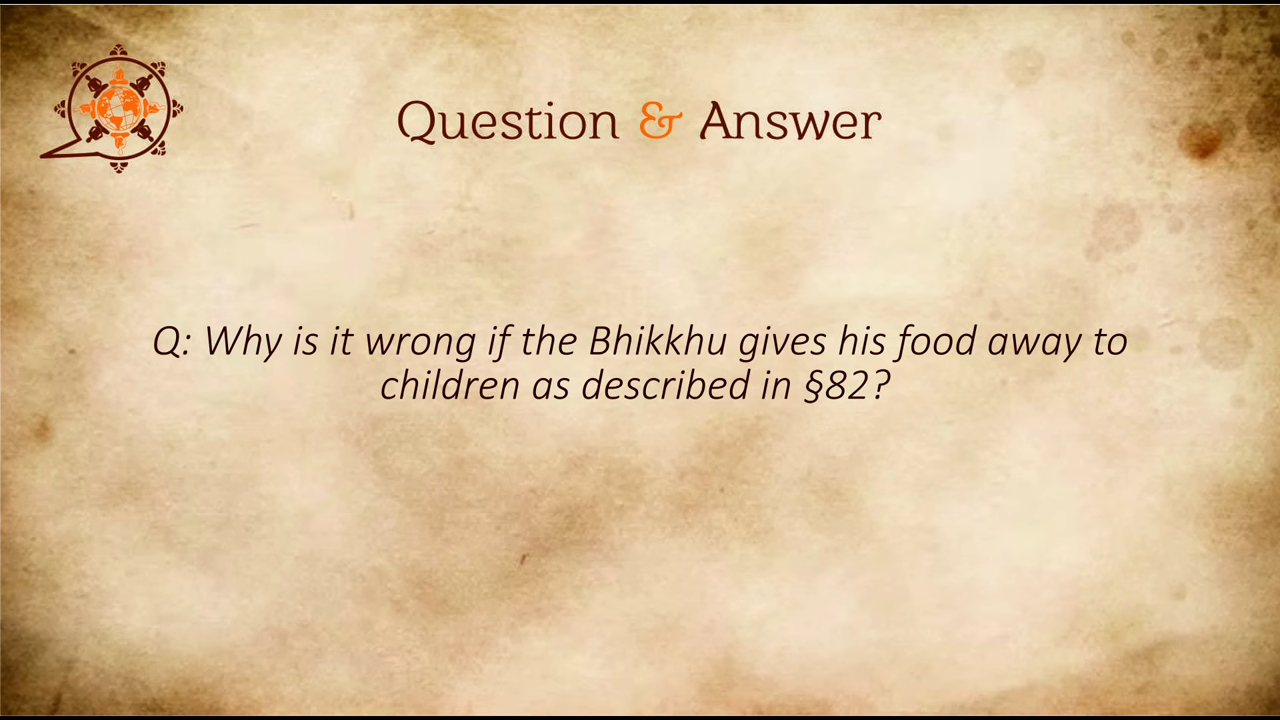 Question & Answer
Q: Why is it wrong if the Bhikkhu gives his food away to
children as described in §82?